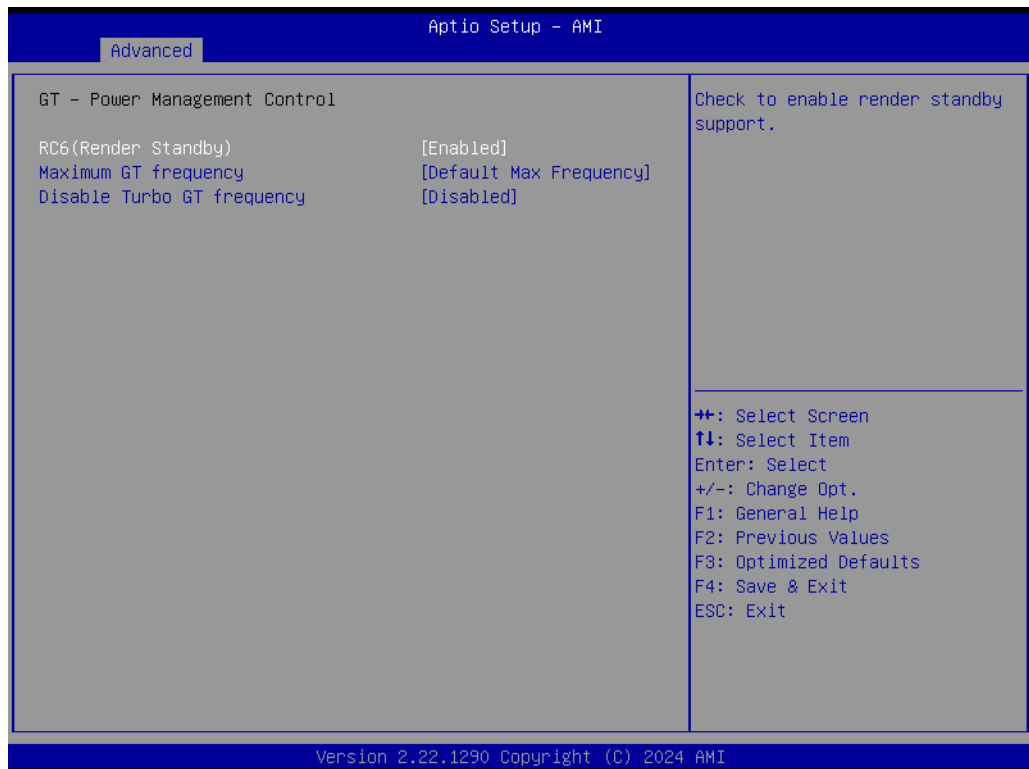 Aptio Setup – AMI
Advanced
GT – Power Management Control
RC6(Render Standby) [Enabled]
Maximum GT frequency [Default Max Frequency]
Disable Turbo GT frequency [Disabled]
Check to enable render standby
support.
→←: Select Screen
↑↓: Select Item
Enter: Select
+/-: Change Opt.
F1: General Help
F2: Previous Values
F3: Optimized Defaults
F4: Save & Exit
ESC: Exit
Version 2.22.1290 Copyright (C) 2024 AMI